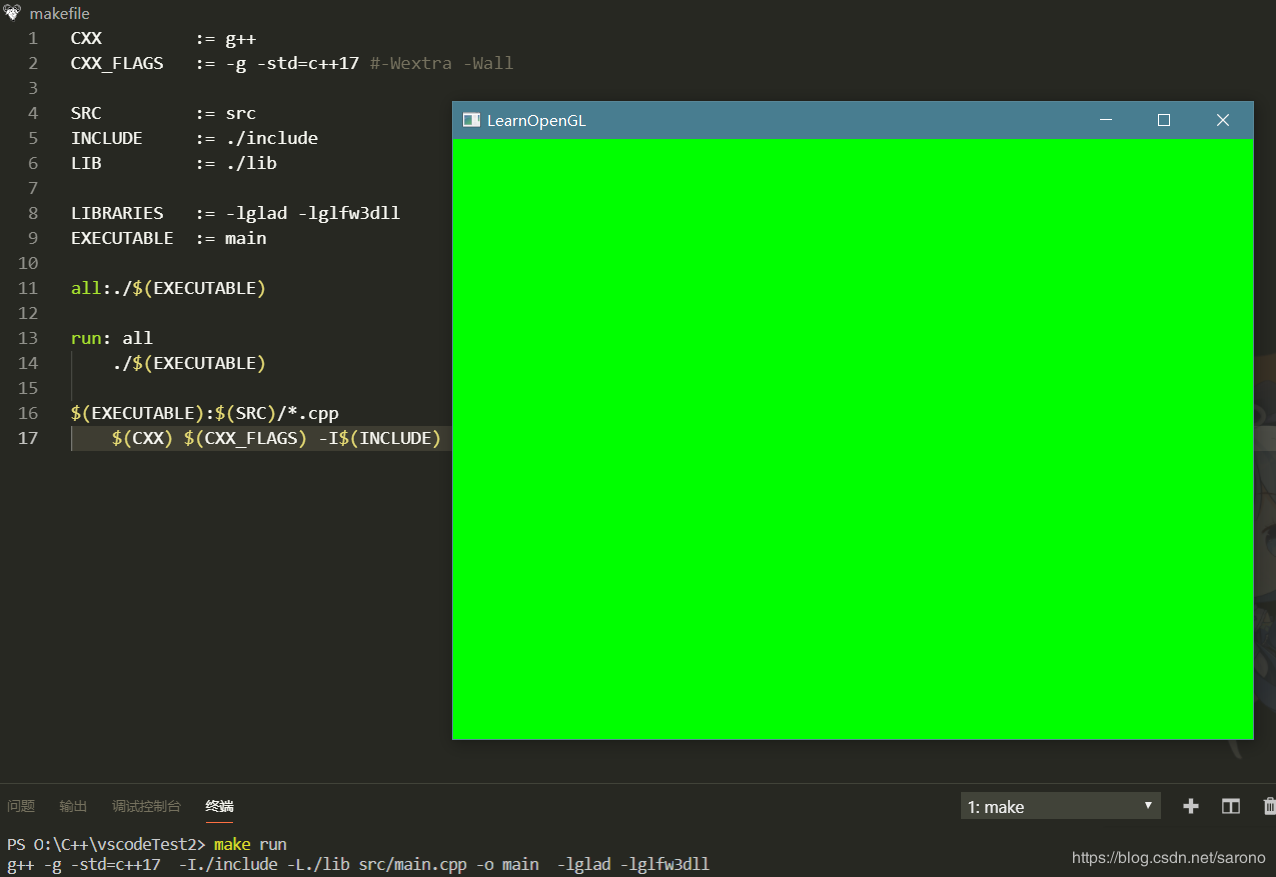 makefile
1 CXX := g++
2 CXX_FLAGS := -g -std=c++17 #-Wextra -Wall
3
4 SRC := src
5 INCLUDE := ./include
6 LIB := ./lib
7
8 LIBRARIES := -lglad -lglfw3dll
9 EXECUTABLE := main
10
11 all:./$(EXECUTABLE)
12
13 run: all
14 ./$(EXECUTABLE)
15
16 $(EXECUTABLE):$(SRC)/*.cpp
17 $(CXX) $(CXX_FLAGS) -I$(INCLUDE)
LearnOpenGL
问题 输出 调试控制台 终端 1: make
PS O:\C++\vscodeTest2> make run
g++ -g -std=c++17 -I./include -L./lib src/main.cpp -o main -lglad -lglfw3dll
https://blog.csdn.net/sarono